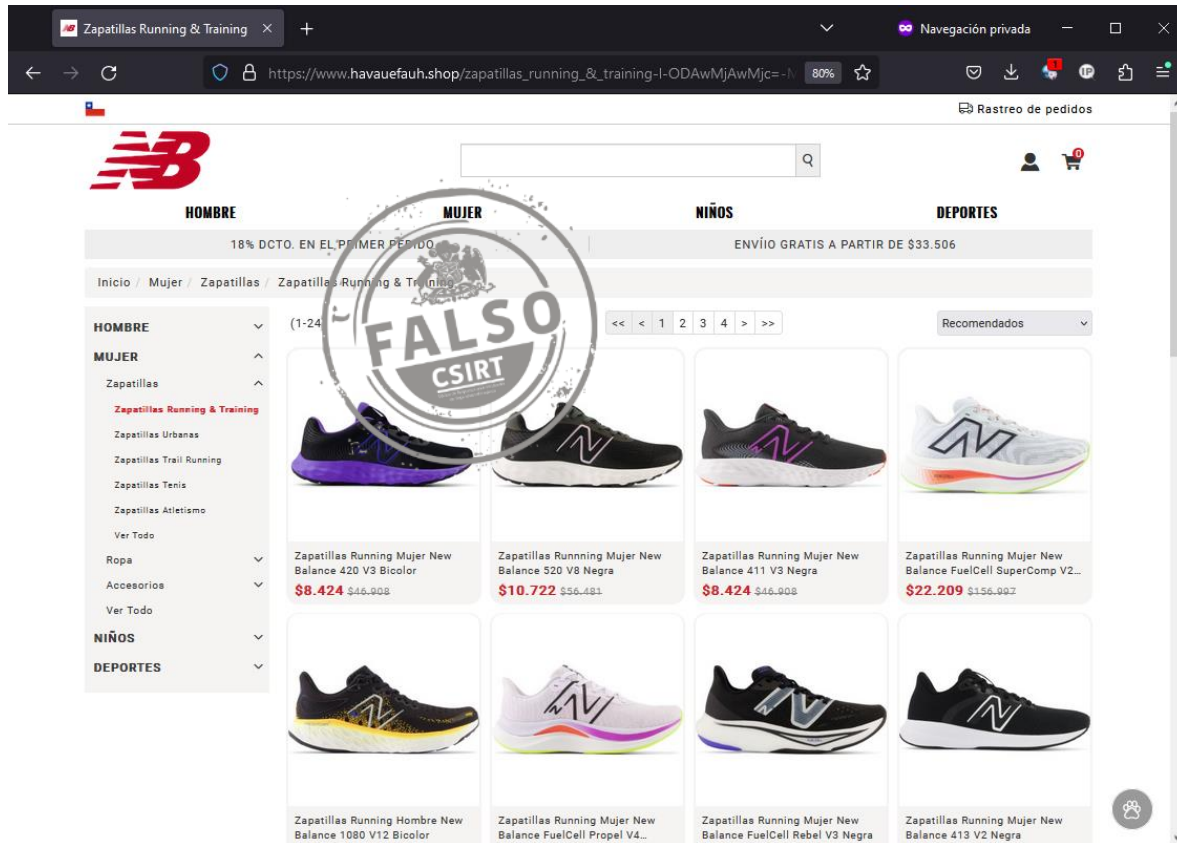 Zapatillas Running & Training
Navegación privada
https://www.havauefauh.shop/zapatillas_running_&_training-l-ODAwMjAwMjc=-
80%
Rastreo de pedidos
NB
0
HOMBRE MUJER NIÑOS DEPORTES
18% DCTO. EN EL PRIMER PEDIDO
ENVÍIO GRATIS A PARTIR DE $33.506
Inicio / Mujer / Zapatillas / Zapatillas Running & Training
FALSO
CSIRT
HOMBRE
MUJER
Zapatillas
Zapatillas Running & Training
Zapatillas Urbanas
Zapatillas Trail Running
Zapatillas Tenis
Zapatillas Atletismo
Ver Todo
Ropa
Accesorios
Ver Todo
NIÑOS
DEPORTES
(1-24
<< < 1 2 3 4 > >>
Recomendados
Zapatillas Running Mujer New
Balance 420 V3 Bicolor
$8.424 $46.908
Zapatillas Runnning Mujer New
Balance 520 V8 Negra
$10.722 $56.481
Zapatillas Running Mujer New
Balance 411 V3 Negra
$8.424 $46.908
Zapatillas Running Mujer New
Balance FuelCell SuperComp V2...
$22.209 $156.997
Zapatillas Running Hombre New
Balance 1080 V12 Bicolor
Zapatillas Running Mujer New
Balance FuelCell Propel V4...
Zapatillas Running Mujer New
Balance FuelCell Rebel V3 Negra
Zapatillas Running Mujer New
Balance 413 V2 Negra